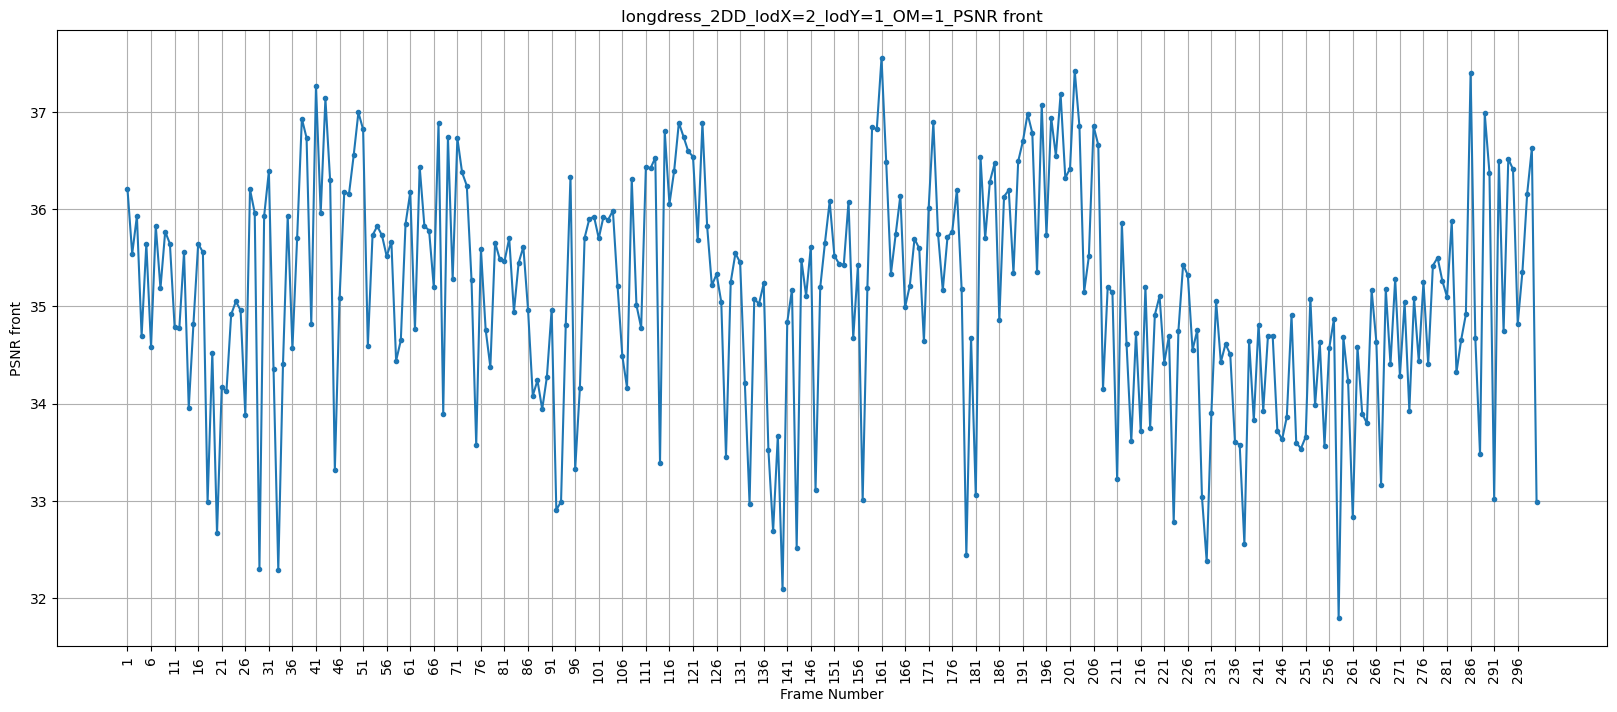 longdress_2DD_lodX=2_lodY=1_OM=1_PSNR front
PSNR front
37
36
35
34
33
32
1 6 11 16 21 26 31 36 41 46 51 56 61 66 71 76 81 86 91 96 101 106 111 116 121 126 131 136 141 146 151 156 161 166 171 176 181 186 191 196 201 206 211 216 221 226 231 236 241 246 251 256 261 266 271 276 281 286 291 296
Frame Number